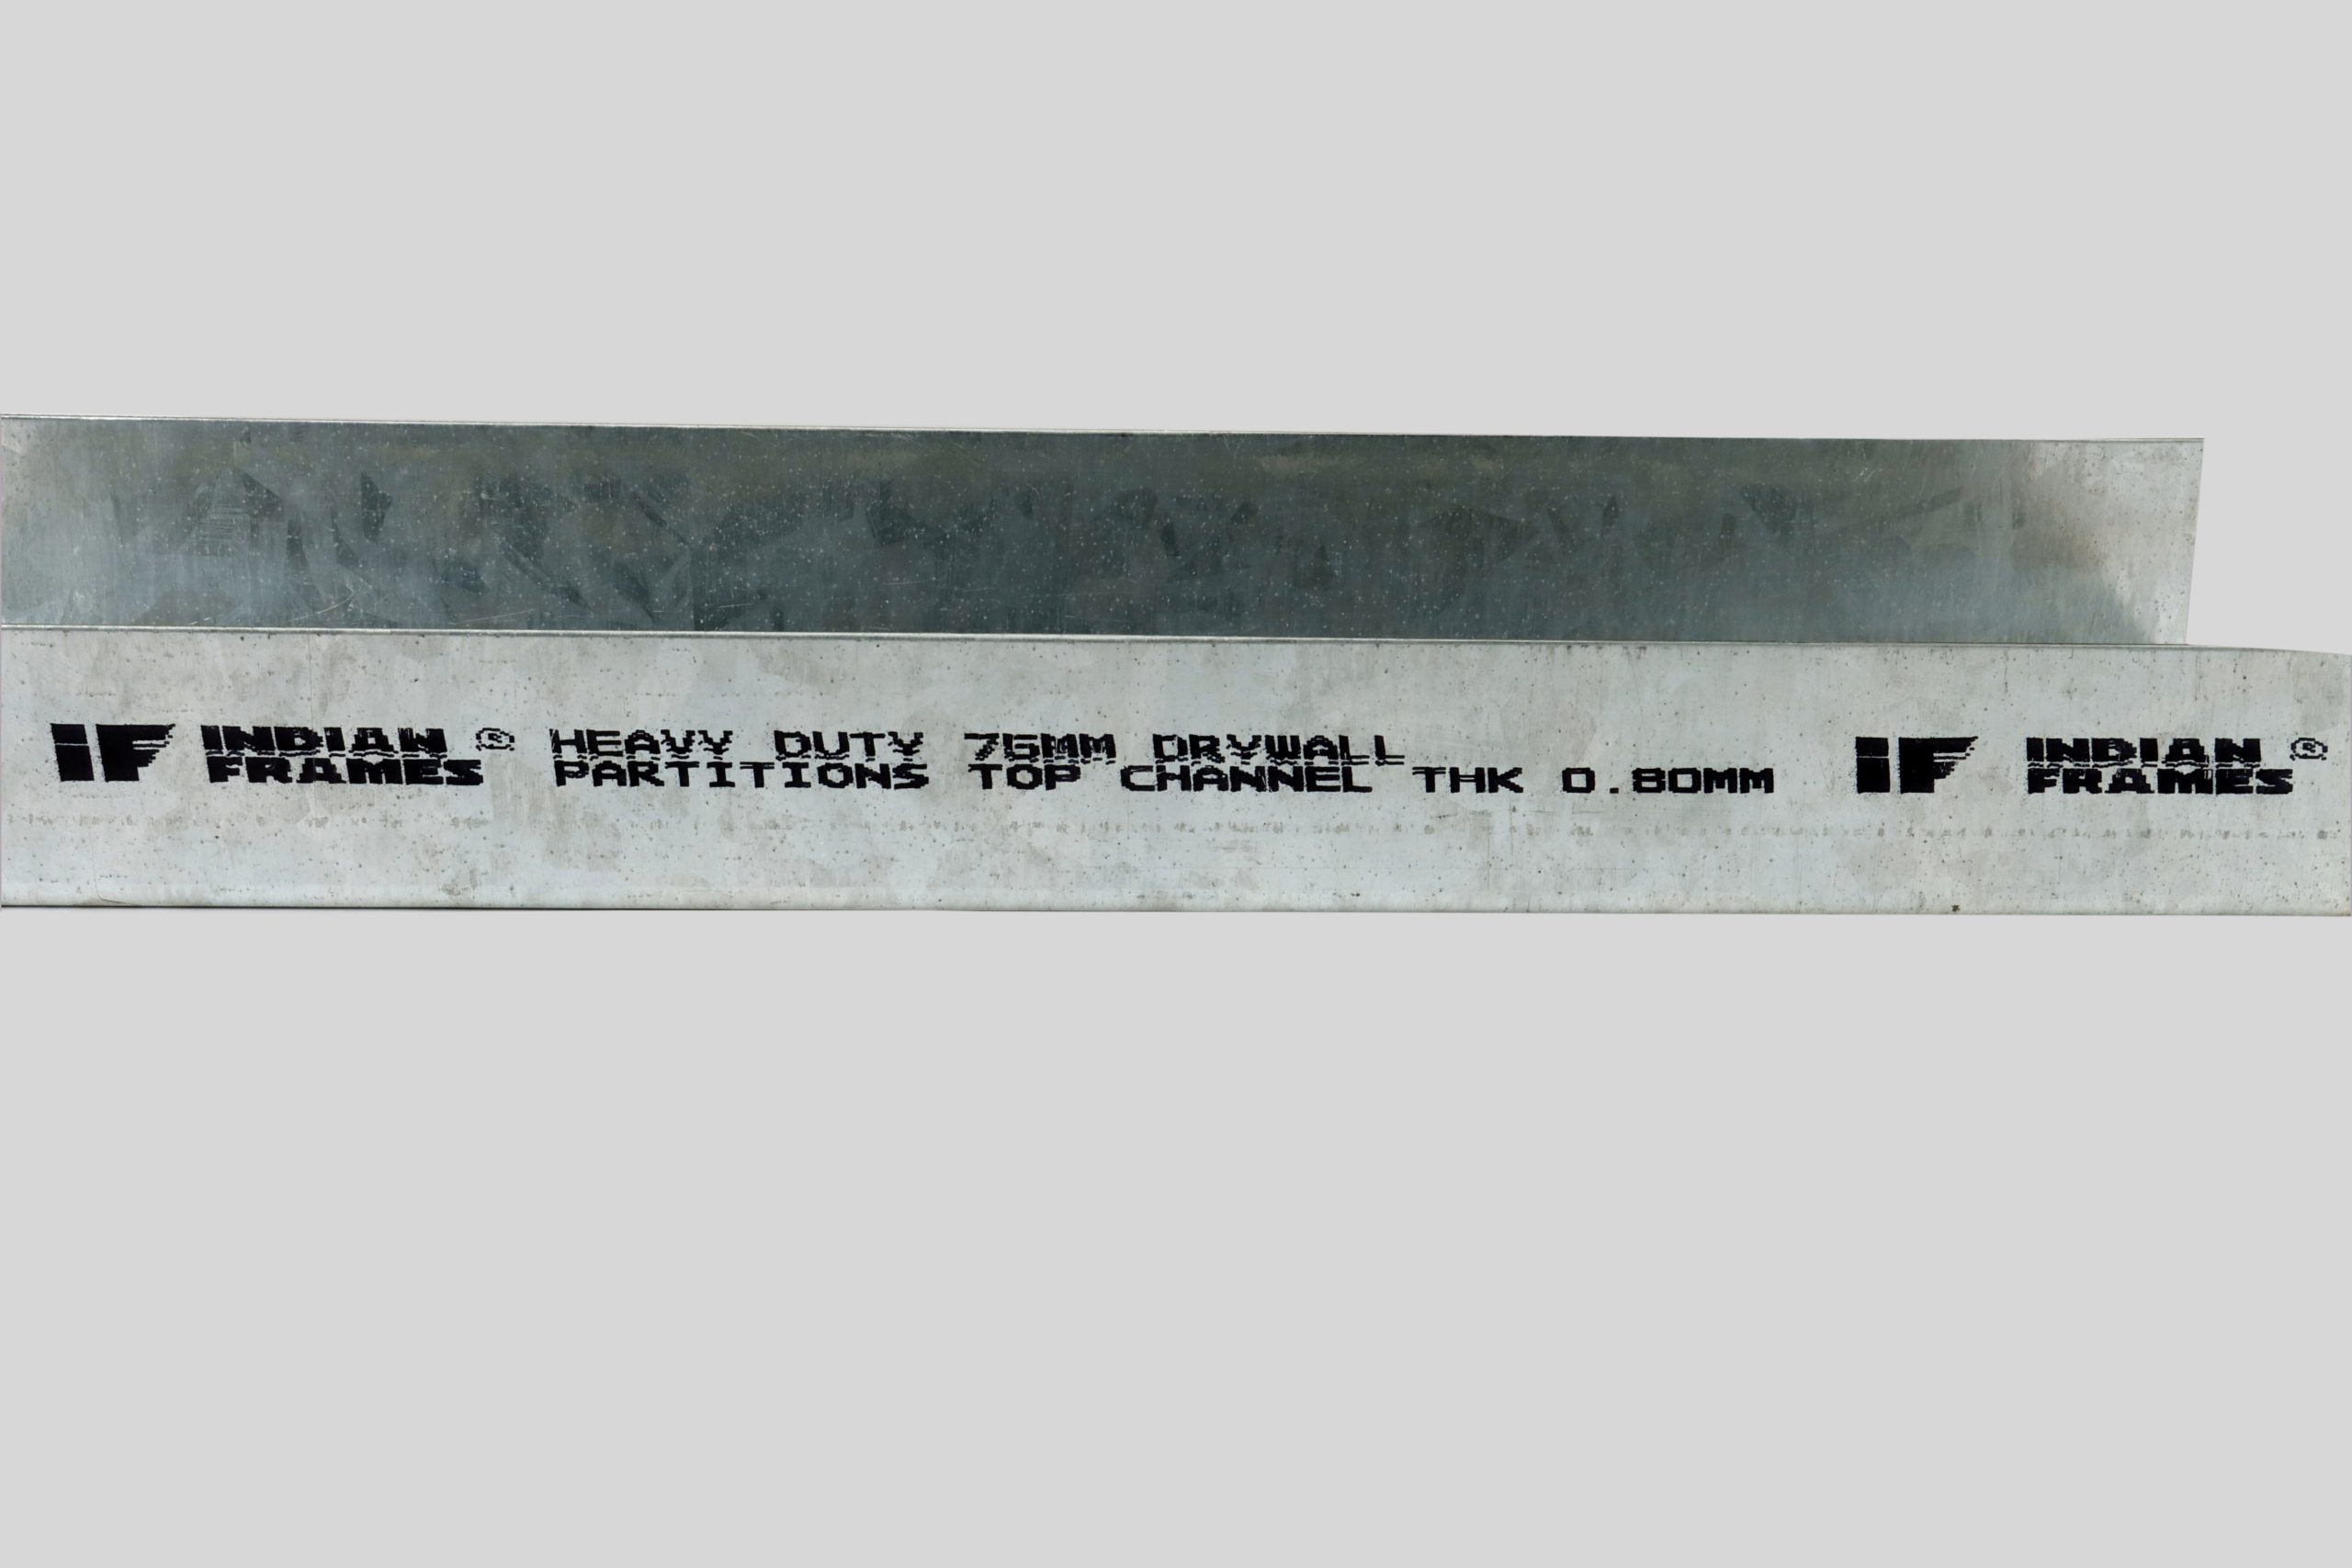 IF INDIAN ® HEAVY DUTY 75MM DRYWALL IF INDIAN ®
FRAMES PARTITIONS TOP CHANNEL THK 0.80MM FRAMES